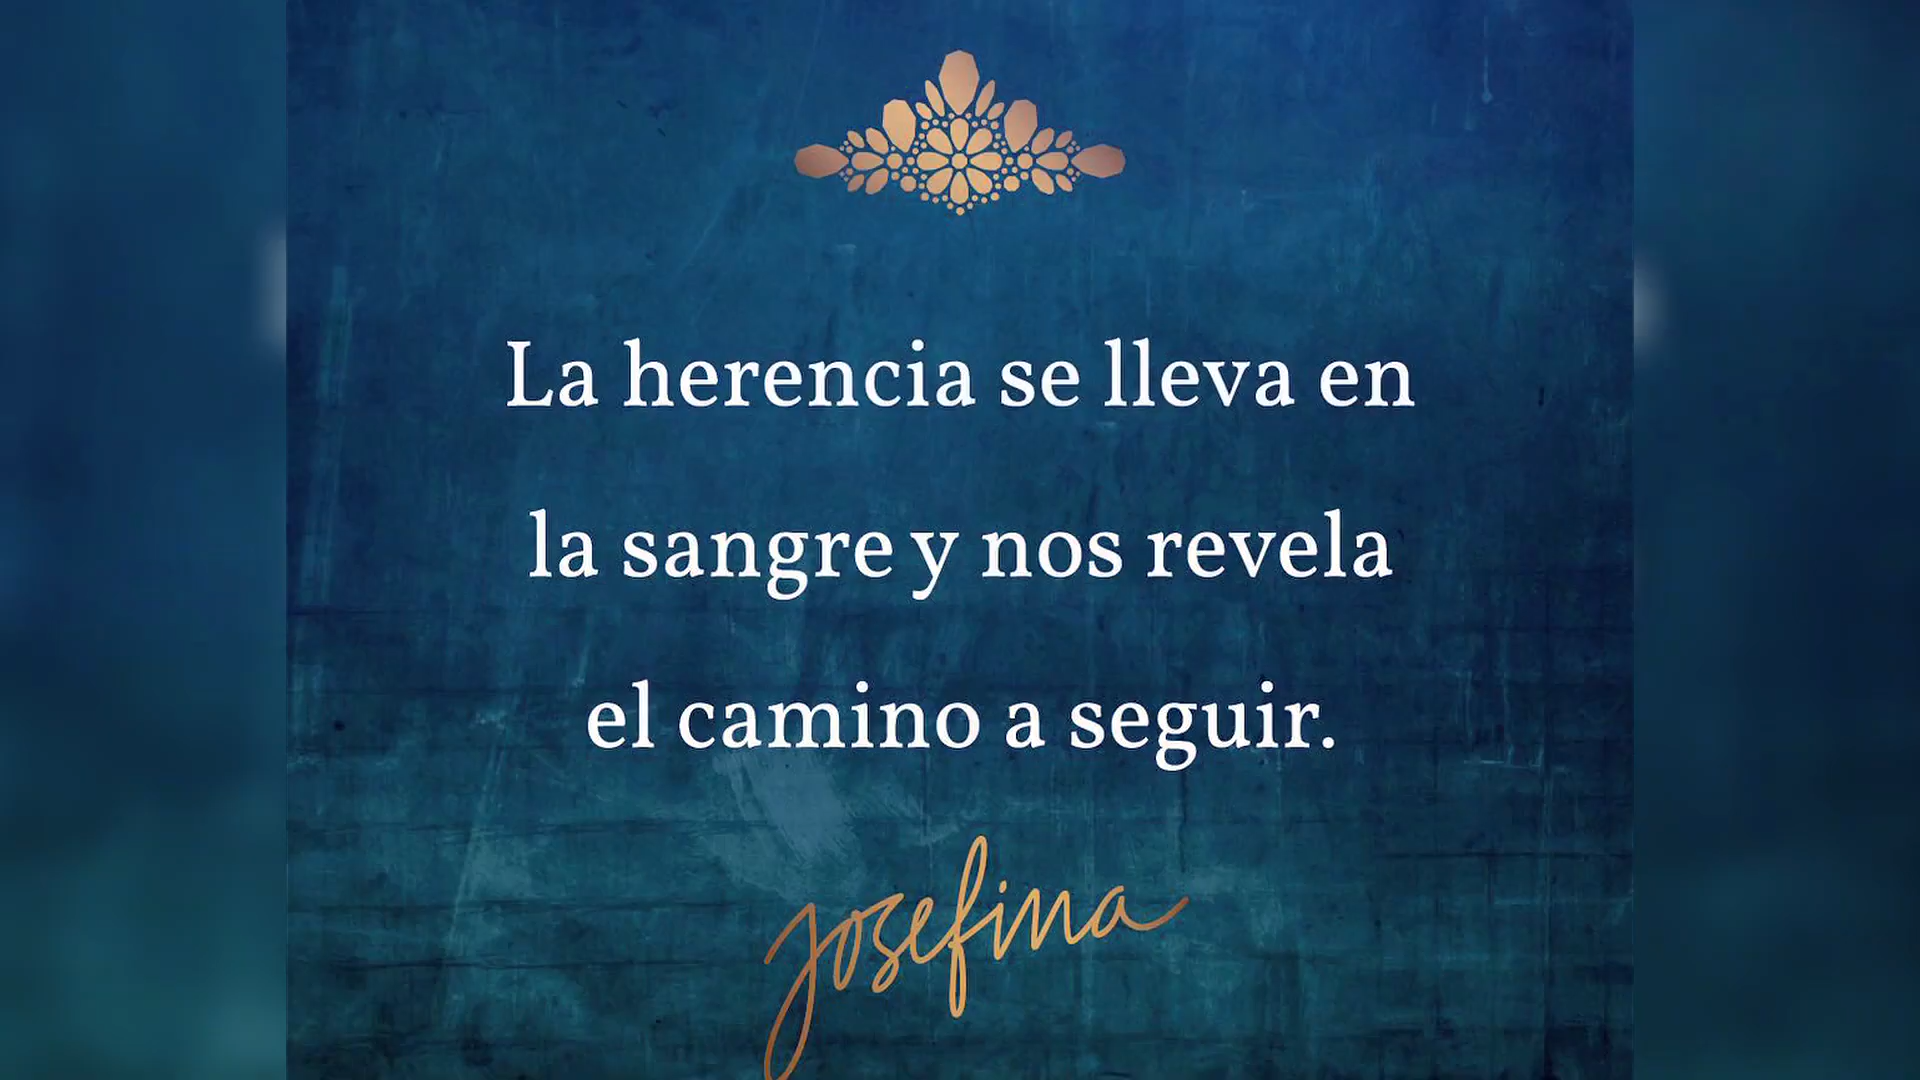 La herencia se lleva en
la sangre y nos revela
el camino a seguir.
Josefina